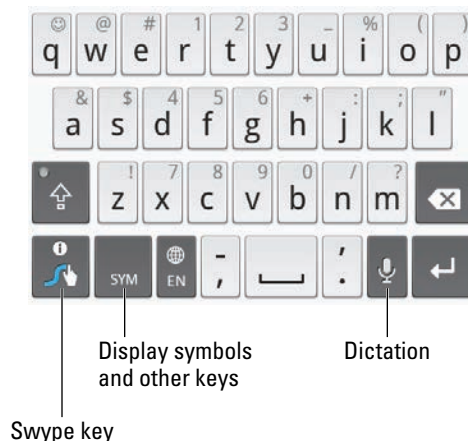 ☺ @ # 1 2 3 _ % ( )
q w e r t y u i o p
& $ 4 5 6 + : ; "
a s d f g h j k l
! 7 8 9 0 / ?
z x c v b n m
i - '
SYM EN , .
Display symbols
and other keys
Dictation
Swype key